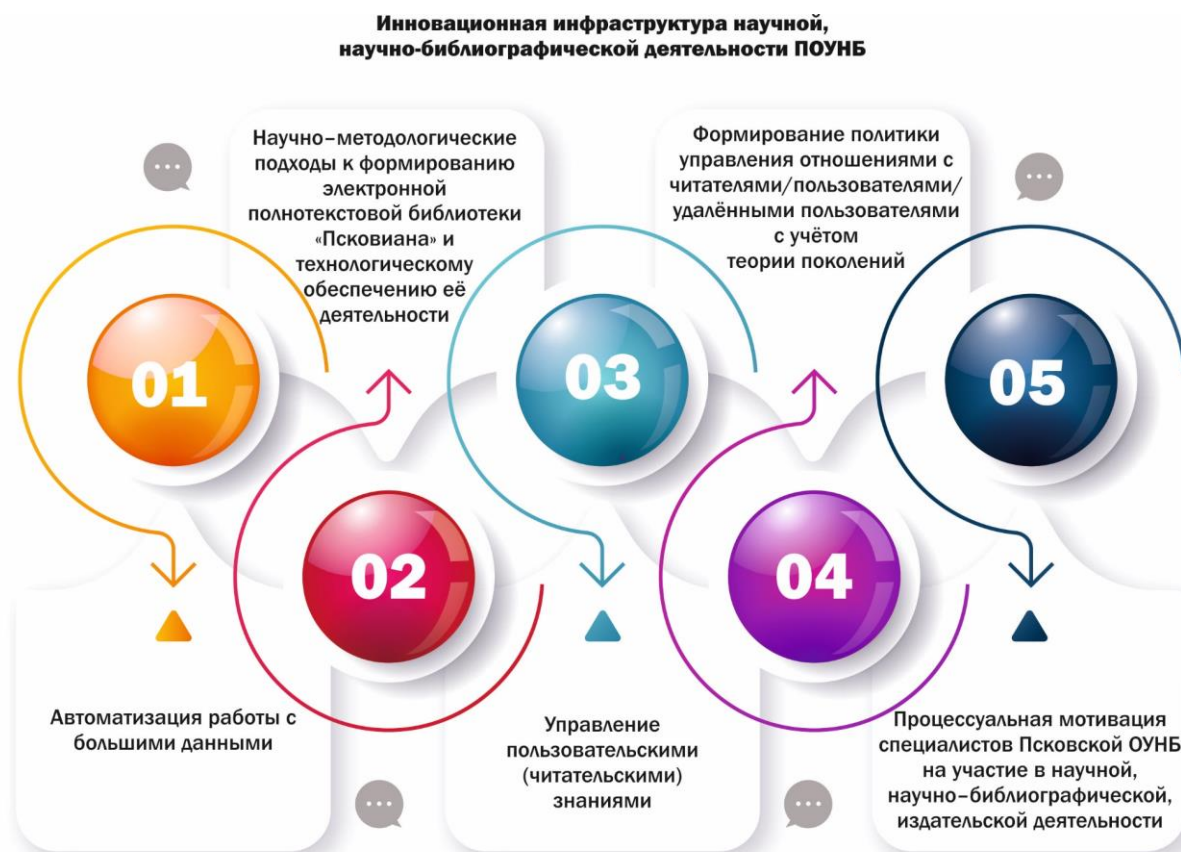 Инновационная инфраструктура научной,
научно-библиографической деятельности ПОУНБ
01
Автоматизация работы с
большими данными
02
Научно–методологические
подходы к формированию
электронной
полнотекстовой библиотеки
«Псковиана» и
технологическому
обеспечению её
деятельности
03
Управление
пользовательскими
(читательскими)
знаниями
04
Формирование политики
управления отношениями с
читателями/пользователями/
удалёнными пользователями
с учётом
теории поколений
05
Процессуальная мотивация
специалистов Псковской ОУНБ
на участие в научной,
научно–библиографической,
издательской деятельности